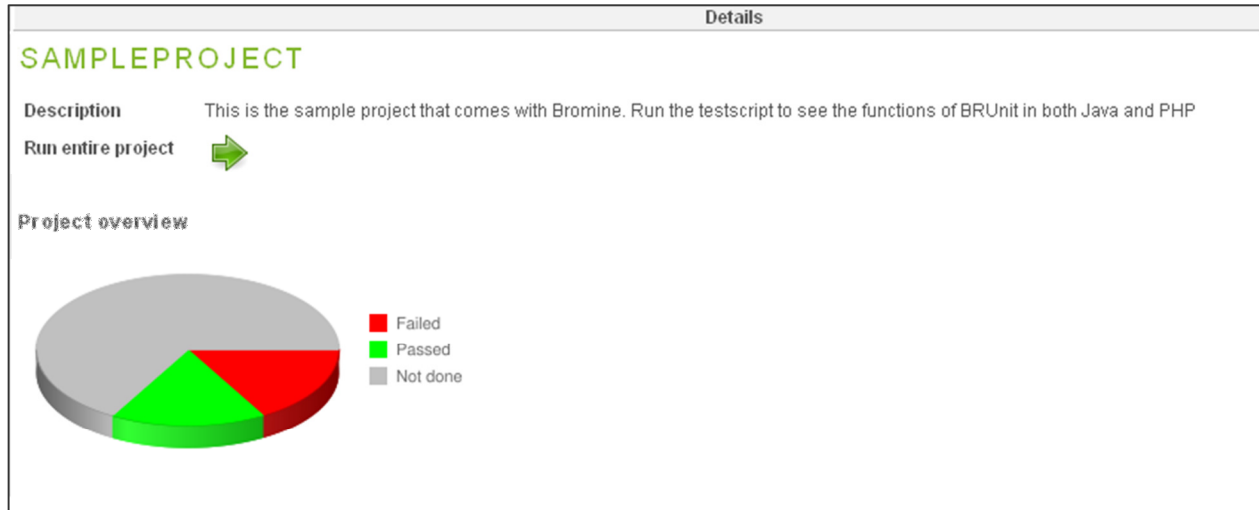 Details
SAMPLEPROJECT
Description This is the sample project that comes with Bromine. Run the testscript to see the functions of BRUnit in both Java and PHP
Run entire project
Project overview
Failed
Passed
Not done